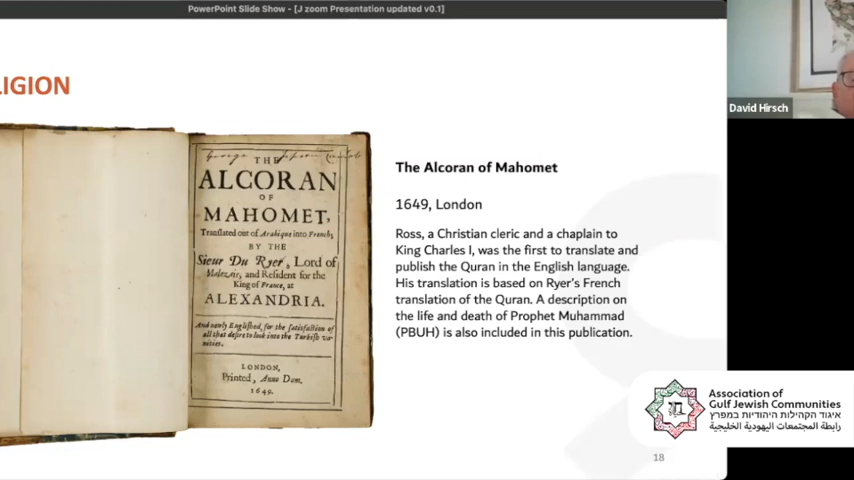 PowerPoint Slide Show - [J zoom Presentation updated v0.1]
LIGION
THE
ALCORAN
OF
MAHOMET,
Translated out of Arabique into French;
BY THE
Sieur Du Ryer, Lord of
Malezair, and Resident for the
King of France, at
ALEXANDRIA.
And newly Englished, for the satisfaction of
all that desire to look into the Turkish va-
nities.
LONDON,
Printed, Anno Dom.
1649.
The Alcoran of Mahomet
1649, London
Ross, a Christian cleric and a chaplain to
King Charles I, was the first to translate and
publish the Quran in the English language.
His translation is based on Ryer's French
translation of the Quran. A description on
the life and death of Prophet Muhammad
(PBUH) is also included in this publication.
David Hirsch
Association of
Gulf Jewish Communities
איגוד הקהילות היהודיות במפרץ
رابطة المجتمعات اليهودية الخليجية
18